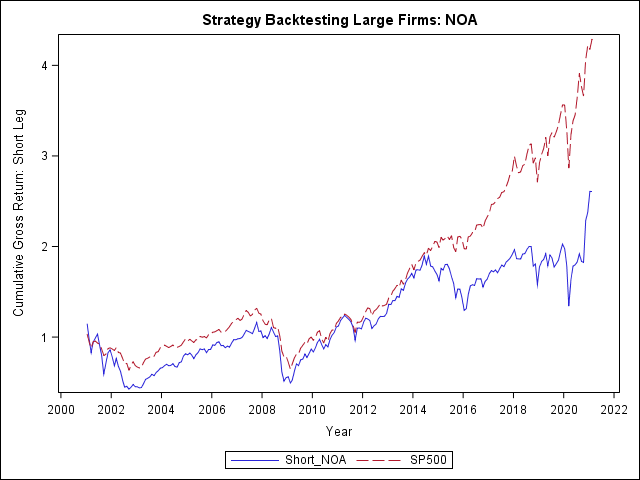 Strategy Backtesting Large Firms: NOA
Cumulative Gross Return: Short Leg
4
3
2
1
2000 2002 2004 2006 2008 2010 2012 2014 2016 2018 2020 2022
Year
Short_NOA SP500